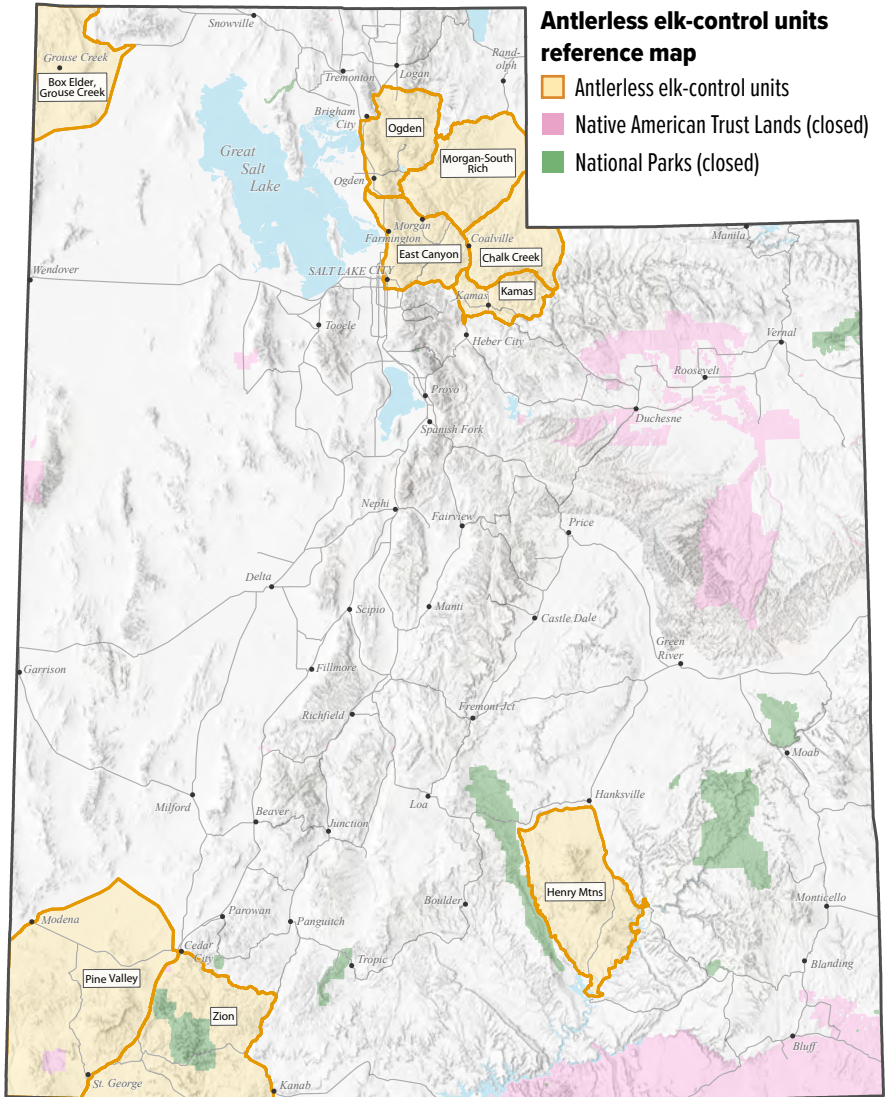 Antlerless elk-control units
reference map
Antlerless elk-control units
Native American Trust Lands (closed)
National Parks (closed)
Snowville
Grouse Creek
Box Elder,
Grouse Creek
Tremonton
Logan
Rand-
olph
Brigham
City
Ogden
Great
Salt
Lake
Morgan-South
Rich
Ogden
Morgan
Farmington
Coalville
East Canyon
Chalk Creek
Manila
Wendover
SALT LAKE CITY
Kamas
Kamas
Tooele
Heber City
Vernal
Roosevelt
Provo
Duchesne
Spanish Fork
Nephi
Fairview
Price
Delta
Scipio
Manti
Castle Dale
Green
River
Garrison
Fillmore
Richfield
Fremont Jct
Moab
Milford
Loa
Hanksville
Beaver
Junction
Henry Mtns
Boulder
Monticello
Modena
Parowan
Panguitch
Cedar
City
Tropic
Blanding
Pine Valley
Zion
Bluff
St. George
Kanab